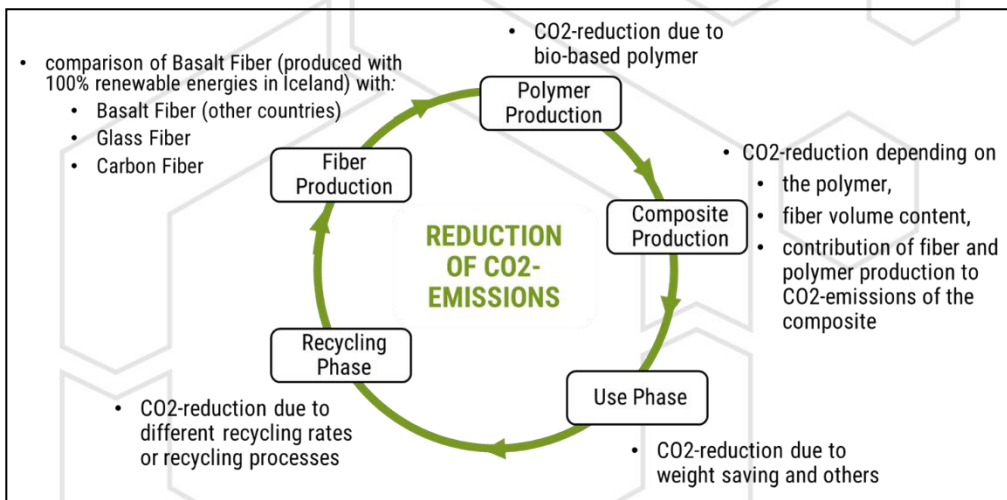 • CO2-reduction due to
bio-based polymer
• comparison of Basalt Fiber (produced with
100% renewable energies in Iceland) with:
• Basalt Fiber (other countries)
• Glass Fiber
• Carbon Fiber
Polymer
Production
Fiber
Production
• CO2-reduction depending on
• the polymer,
• fiber volume content,
• contribution of fiber and
polymer production to
CO2-emissions of the
composite
Composite
Production
REDUCTION
OF CO2-
EMISSIONS
Recycling
Phase
Use Phase
• CO2-reduction due to
different recycling rates
or recycling processes
• CO2-reduction due to
weight saving and others